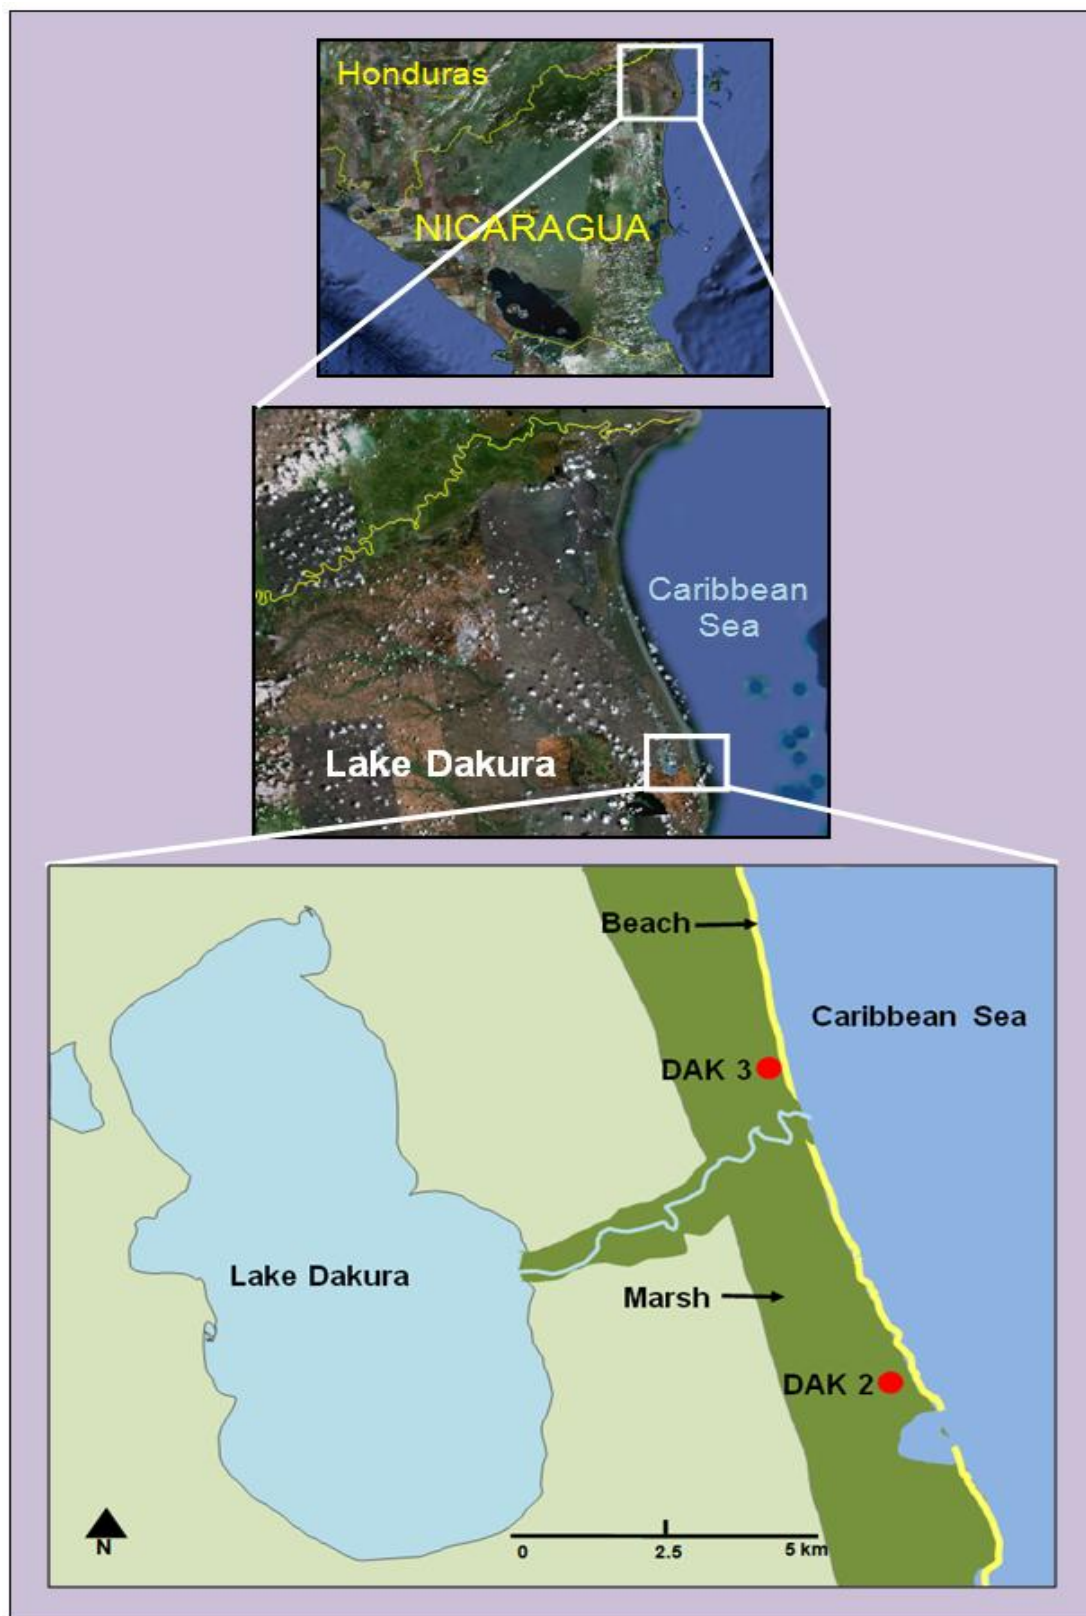 Honduras
NICARAGUA
Caribbean
Sea
Lake Dakura
Beach
Caribbean Sea
DAK 3
Lake Dakura
Marsh
DAK 2
N
0 2.5 5 km